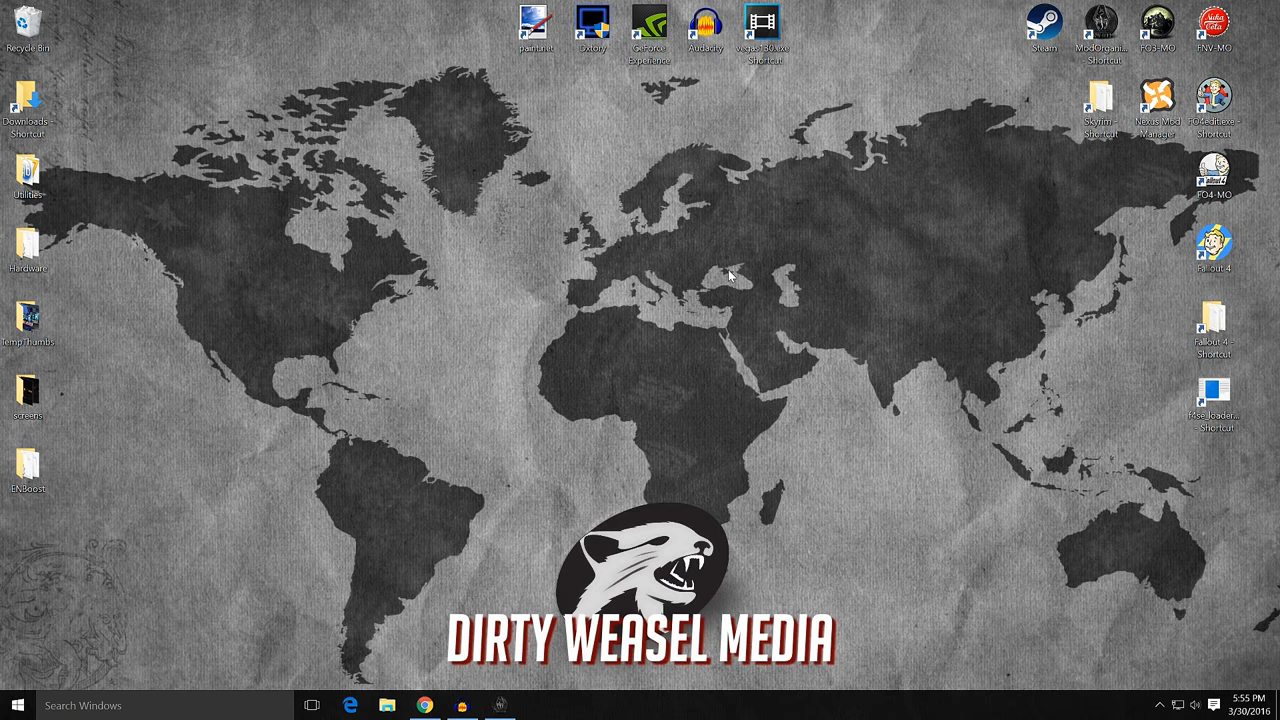 Recycle Bin
Downloads -
Shortcut
Utilities
Hardware
TempThumbs
screens
ENBoost
paint.net
Dxtory
GeForce
Experience
Audacity
vegas130.exe
Shortcut
Steam
ModOrgani...
- Shortcut
FO3-MO
FNV-MO
Skyrim -
Shortcut
Nexus Mod
Manager
FO4edit.exe -
Shortcut
FO4-MO
Fallout 4
Fallout 4 -
Shortcut
f4se_loader...
- Shortcut
DIRTY WEASEL MEDIA
Search Windows
5:55 PM
3/30/2016